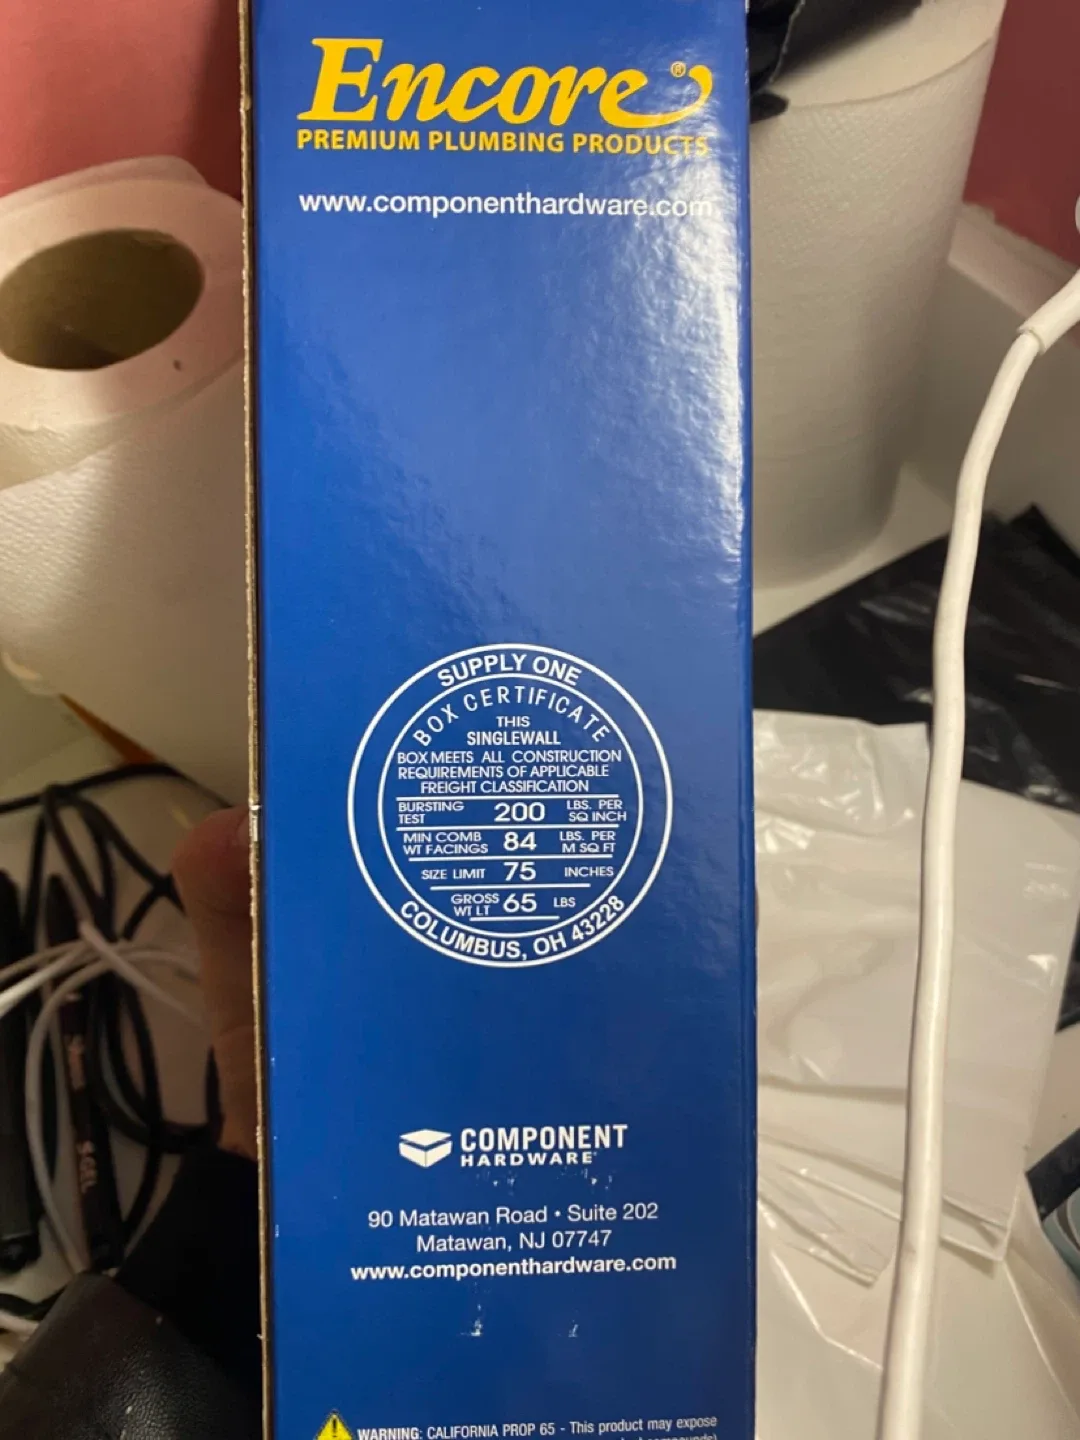 Encore®
PREMIUM PLUMBING PRODUCTS
www.componenthardware.com
SUPPLY ONE
BOX CERTIFICATE
THIS
SINGLEWALL
BOX MEETS ALL CONSTRUCTION
REQUIREMENTS OF APPLICABLE
FREIGHT CLASSIFICATION
BURSTING TEST 200 LBS. PER SQ INCH
MIN COMB WT FACINGS 84 LBS. PER M SQ FT
SIZE LIMIT 75 INCHES
GROSS WT LT 65 LBS
COLUMBUS, OH 43228
COMPONENT
HARDWARE
90 Matawan Road • Suite 202
Matawan, NJ 07747
www.componenthardware.com
WARNING: CALIFORNIA PROP 65 - This product may expose